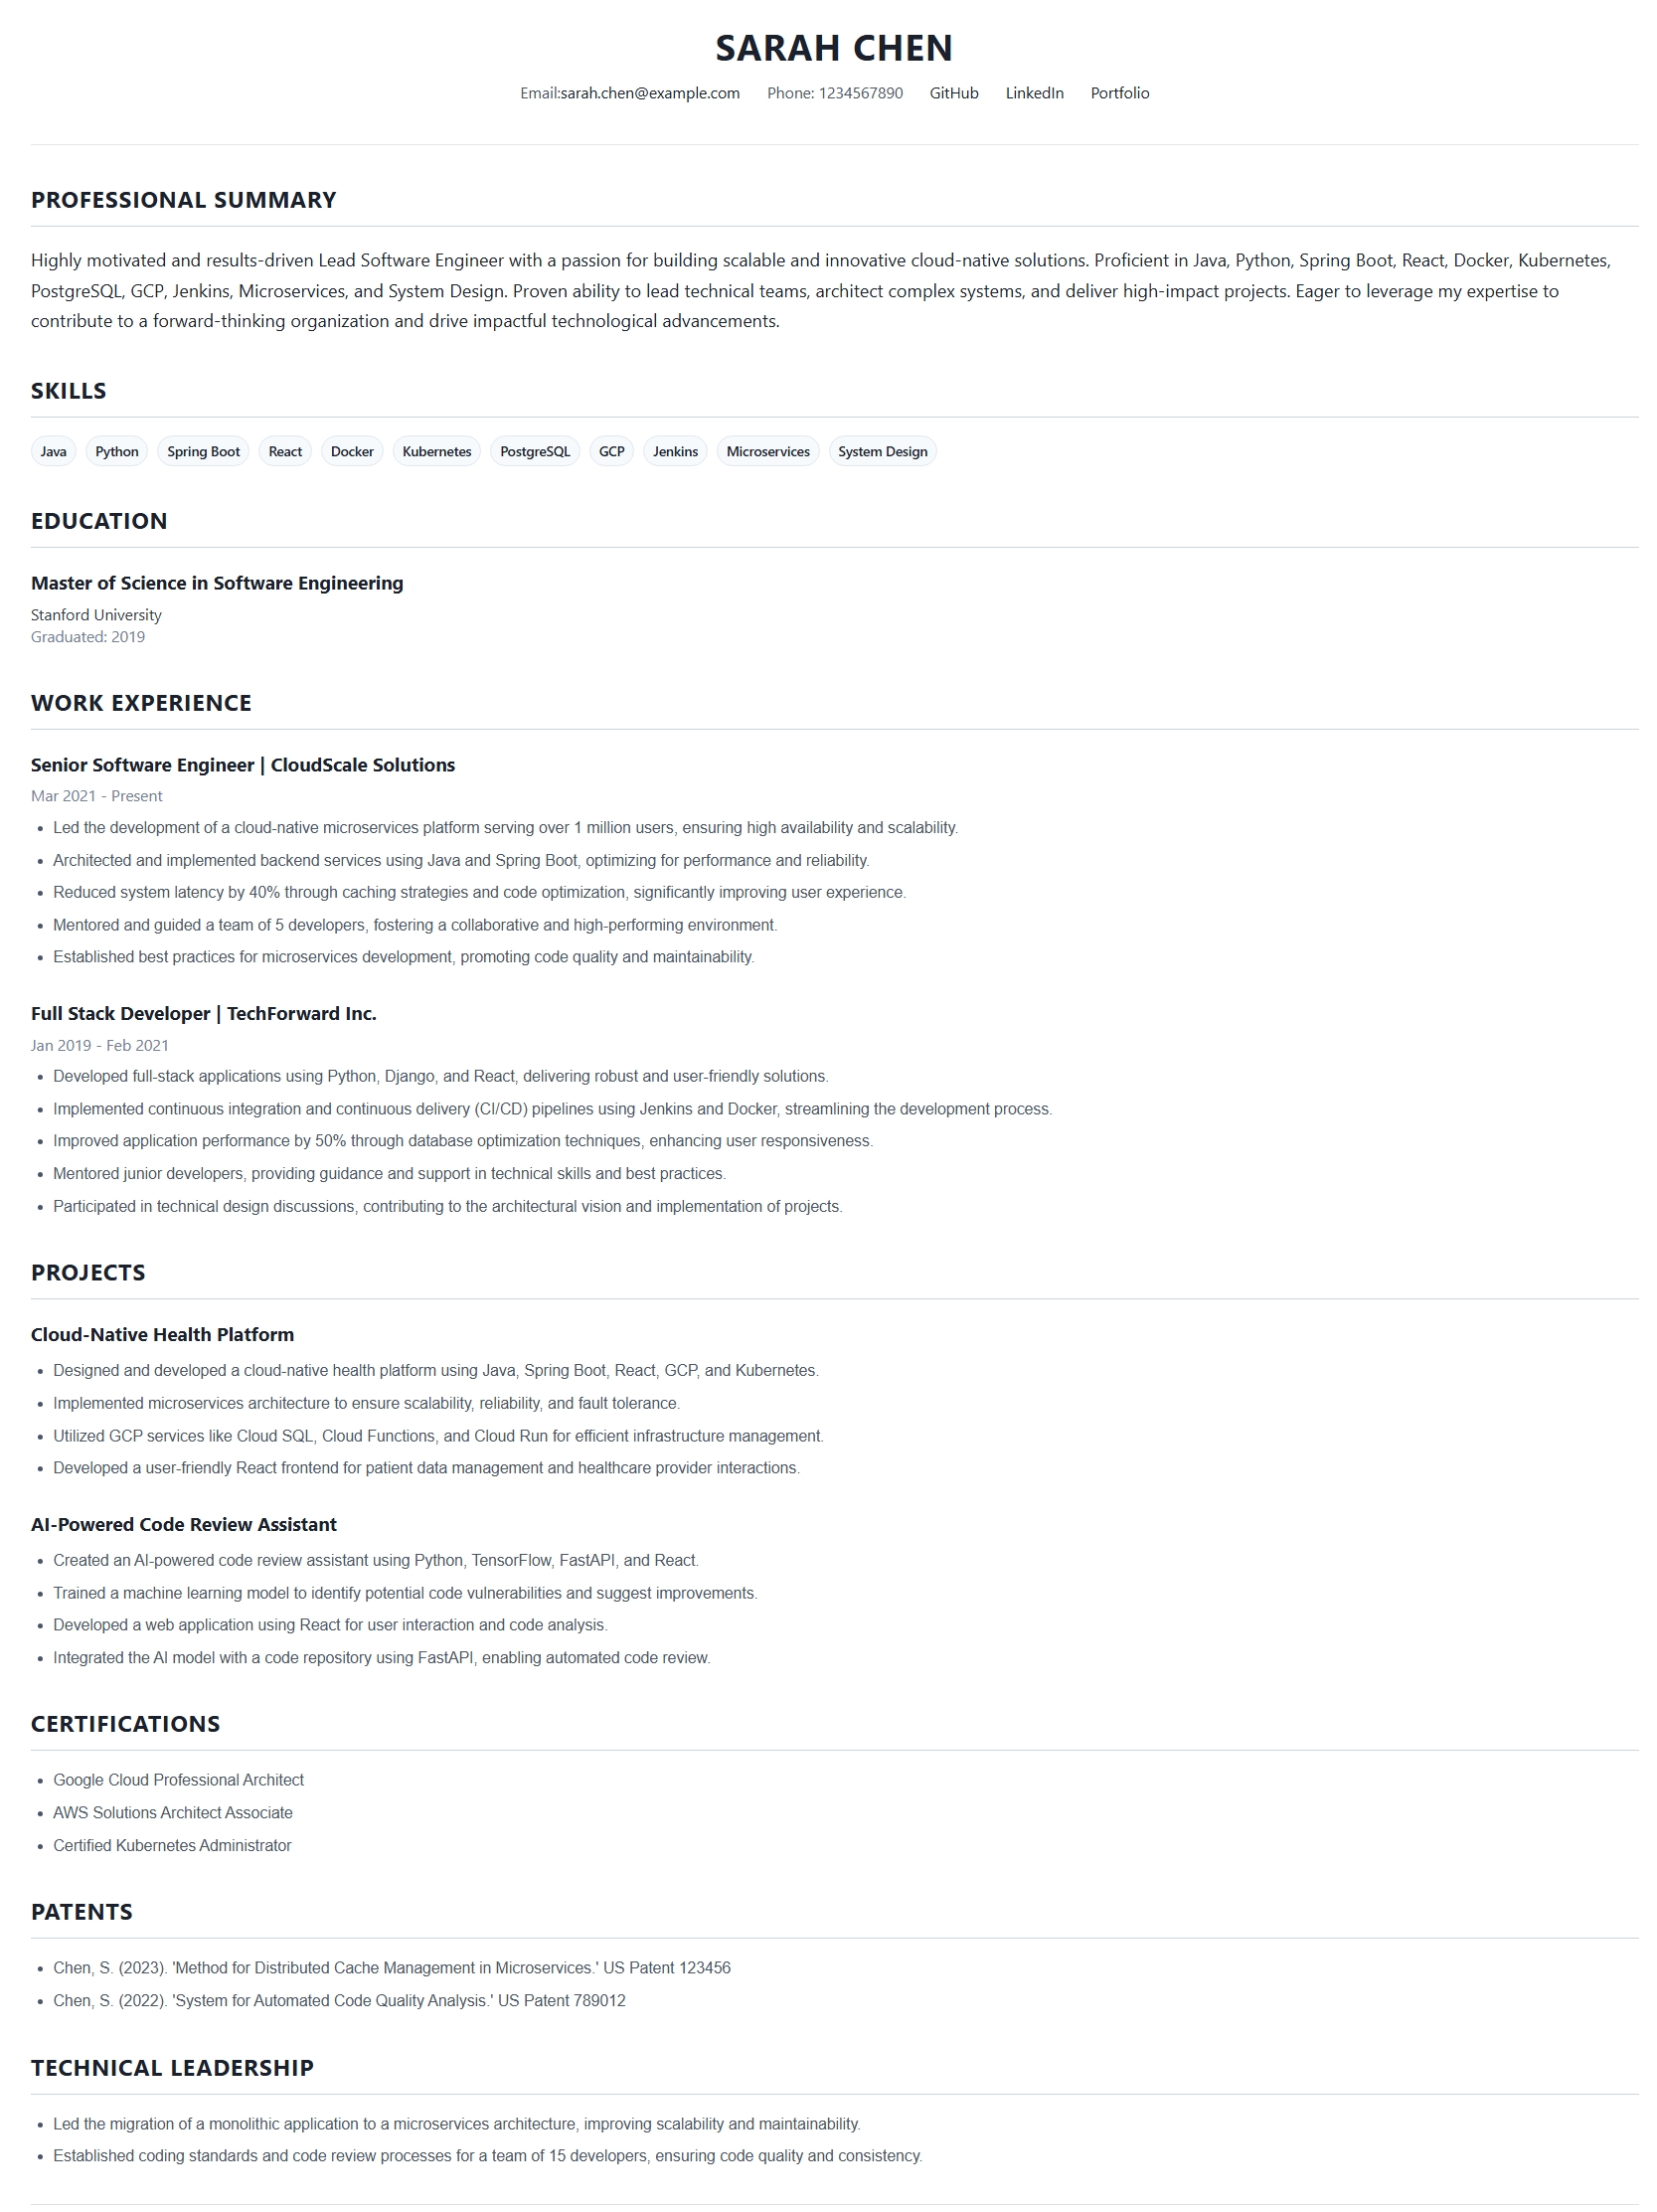 SARAH CHEN
Email:sarah.chen@example.com Phone: 1234567890 GitHub LinkedIn Portfolio
PROFESSIONAL SUMMARY
Highly motivated and results-driven Lead Software Engineer with a passion for building scalable and innovative cloud-native solutions. Proficient in Java, Python, Spring Boot, React, Docker, Kubernetes,
PostgreSQL, GCP, Jenkins, Microservices, and System Design. Proven ability to lead technical teams, architect complex systems, and deliver high-impact projects. Eager to leverage my expertise to
contribute to a forward-thinking organization and drive impactful technological advancements.
SKILLS
Java Python Spring Boot React Docker Kubernetes PostgreSQL GCP Jenkins Microservices System Design
EDUCATION
Master of Science in Software Engineering
Stanford University
Graduated: 2019
WORK EXPERIENCE
Senior Software Engineer | CloudScale Solutions
Mar 2021 - Present
• Led the development of a cloud-native microservices platform serving over 1 million users, ensuring high availability and scalability.
• Architected and implemented backend services using Java and Spring Boot, optimizing for performance and reliability.
• Reduced system latency by 40% through caching strategies and code optimization, significantly improving user experience.
• Mentored and guided a team of 5 developers, fostering a collaborative and high-performing environment.
• Established best practices for microservices development, promoting code quality and maintainability.
Full Stack Developer | TechForward Inc.
Jan 2019 - Feb 2021
• Developed full-stack applications using Python, Django, and React, delivering robust and user-friendly solutions.
• Implemented continuous integration and continuous delivery (CI/CD) pipelines using Jenkins and Docker, streamlining the development process.
• Improved application performance by 50% through database optimization techniques, enhancing user responsiveness.
• Mentored junior developers, providing guidance and support in technical skills and best practices.
• Participated in technical design discussions, contributing to the architectural vision and implementation of projects.
PROJECTS
Cloud-Native Health Platform
• Designed and developed a cloud-native health platform using Java, Spring Boot, React, GCP, and Kubernetes.
• Implemented microservices architecture to ensure scalability, reliability, and fault tolerance.
• Utilized GCP services like Cloud SQL, Cloud Functions, and Cloud Run for efficient infrastructure management.
• Developed a user-friendly React frontend for patient data management and healthcare provider interactions.
AI-Powered Code Review Assistant
• Created an AI-powered code review assistant using Python, TensorFlow, FastAPI, and React.
• Trained a machine learning model to identify potential code vulnerabilities and suggest improvements.
• Developed a web application using React for user interaction and code analysis.
• Integrated the AI model with a code repository using FastAPI, enabling automated code review.
CERTIFICATIONS
• Google Cloud Professional Architect
• AWS Solutions Architect Associate
• Certified Kubernetes Administrator
PATENTS
• Chen, S. (2023). 'Method for Distributed Cache Management in Microservices.' US Patent 123456
• Chen, S. (2022). 'System for Automated Code Quality Analysis.' US Patent 789012
TECHNICAL LEADERSHIP
• Led the migration of a monolithic application to a microservices architecture, improving scalability and maintainability.
• Established coding standards and code review processes for a team of 15 developers, ensuring code quality and consistency.